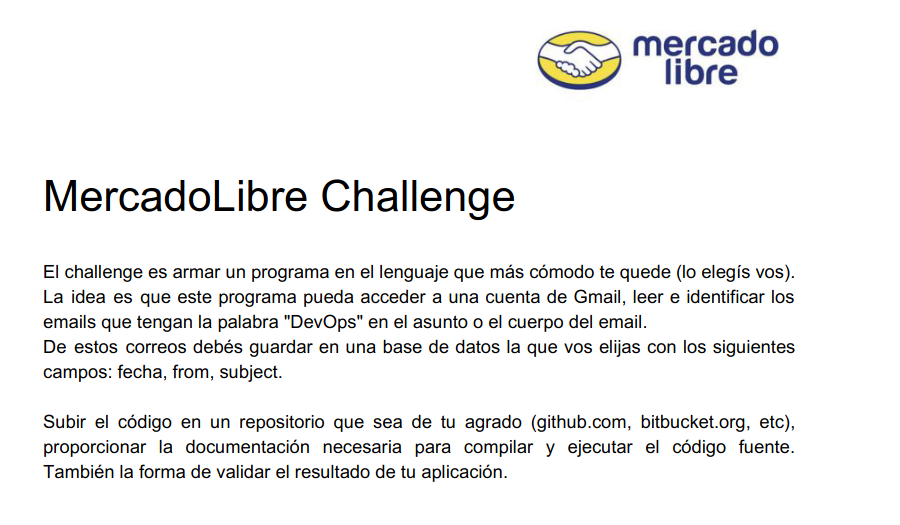 mercado
libre
MercadoLibre Challenge
El challenge es armar un programa en el lenguaje que más cómodo te quede (lo elegís vos).
La idea es que este programa pueda acceder a una cuenta de Gmail, leer e identificar los
emails que tengan la palabra "DevOps" en el asunto o el cuerpo del email.
De estos correos debés guardar en una base de datos la que vos elijas con los siguientes
campos: fecha, from, subject.
Subir el código en un repositorio que sea de tu agrado (github.com, bitbucket.org, etc),
proporcionar la documentación necesaria para compilar y ejecutar el código fuente.
También la forma de validar el resultado de tu aplicación.